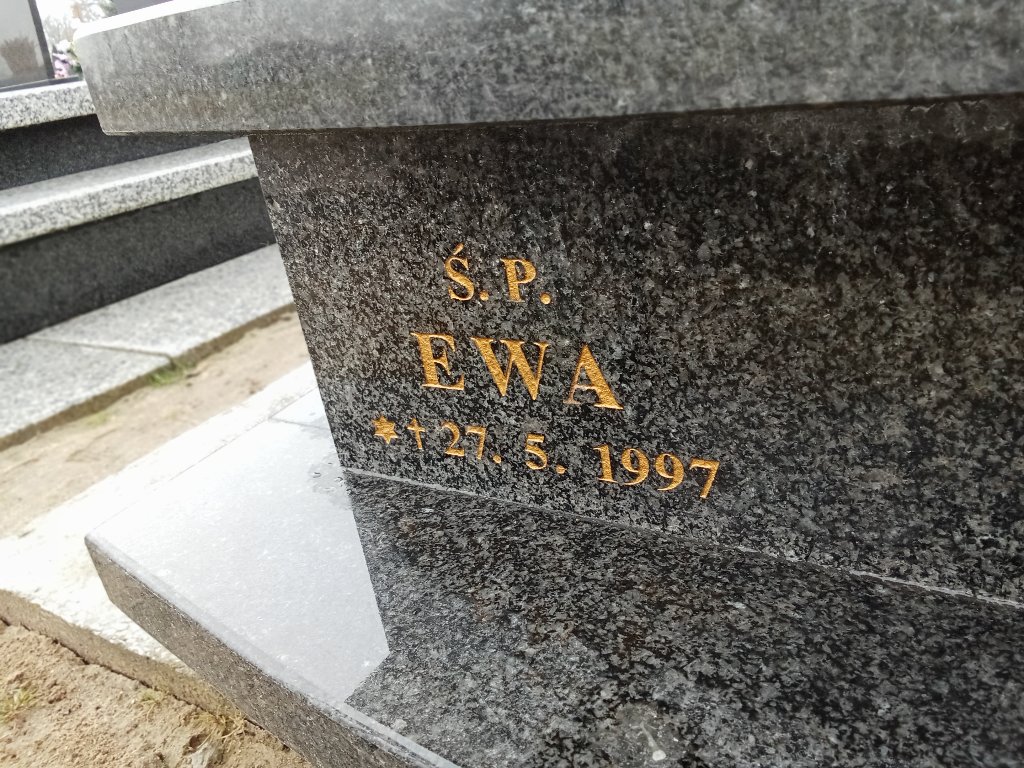 Ś. P.
EWA
*† 27. 5. 1997